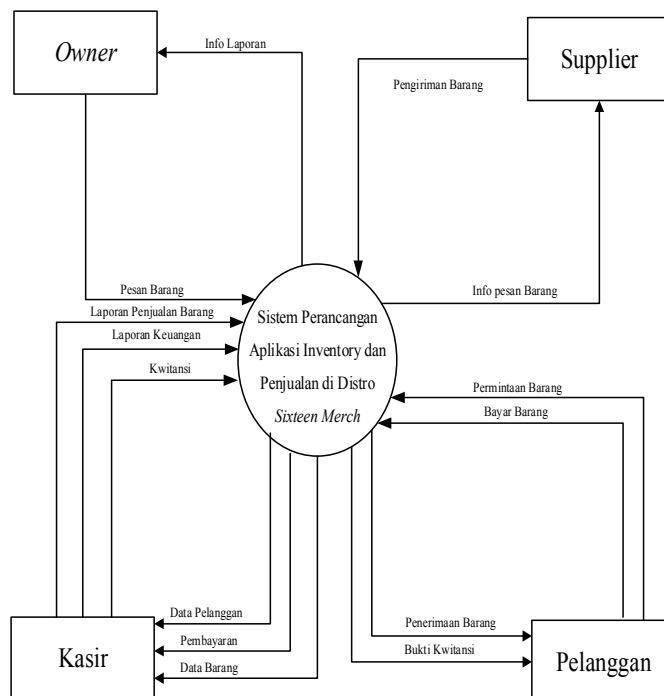 Owner
Info Laporan
Supplier
Pengiriman Barang
Pesan Barang
Info pesan Barang
Laporan Penjualan Barang
Laporan Keuangan
Kwitansi
Sistem Perancangan
Aplikasi Inventory dan
Penjualan di Distro
Sixteen Merch
Permintaan Barang
Bayar Barang
Data Pelanggan
Pembayaran
Data Barang
Kasir
Penerimaan Barang
Bukti Kwitansi
Pelanggan